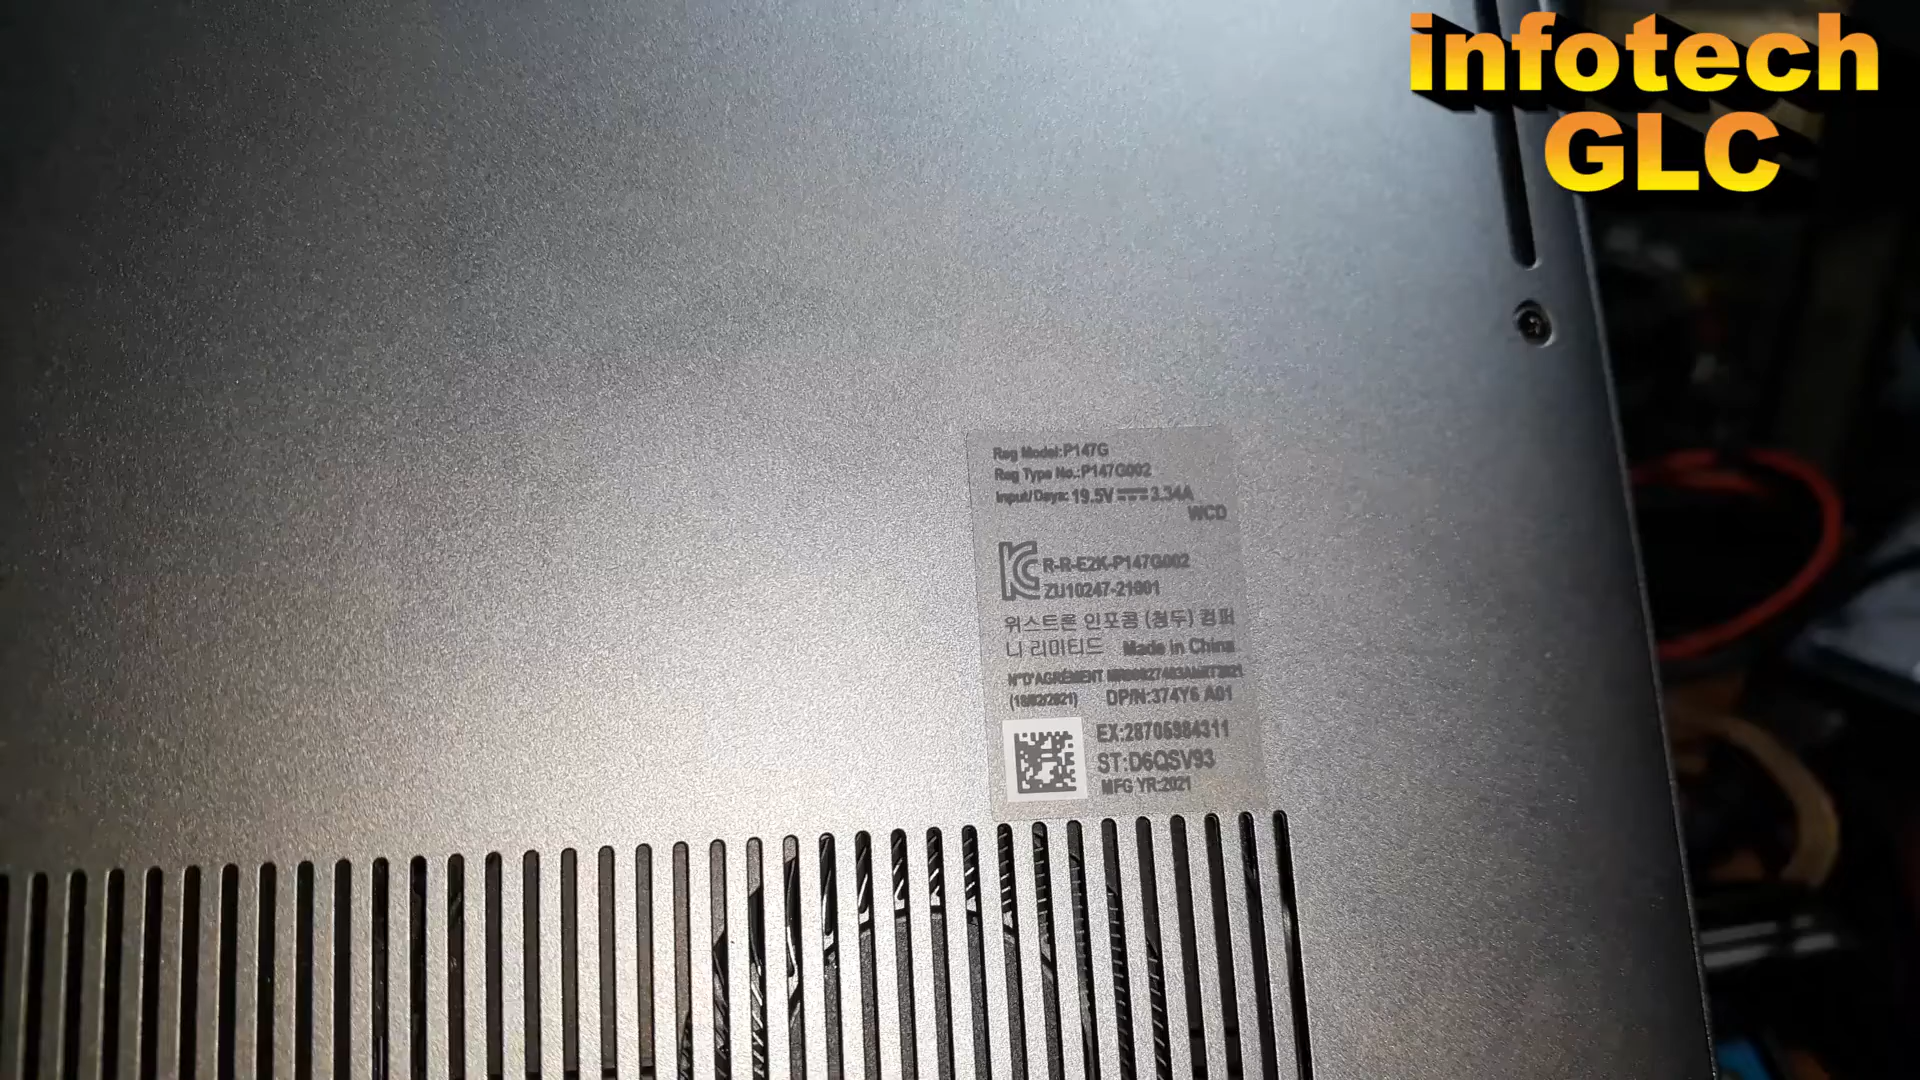 infotech
GLC
Reg Model:P147G
Reg Type No.:P147G002
Input/Daya: 19.5V 3.34A
WCD
R-R-E2K-P147G002
ZU10247-21001
위스트론 인포콤 (청두) 컴퍼
니 리미티드 Made in China
N°D'AGRÉMENT
(18/02/2021) DP/N:374Y6 A01
EX:28705984311
ST:D6QSV93
MFG YR:2021